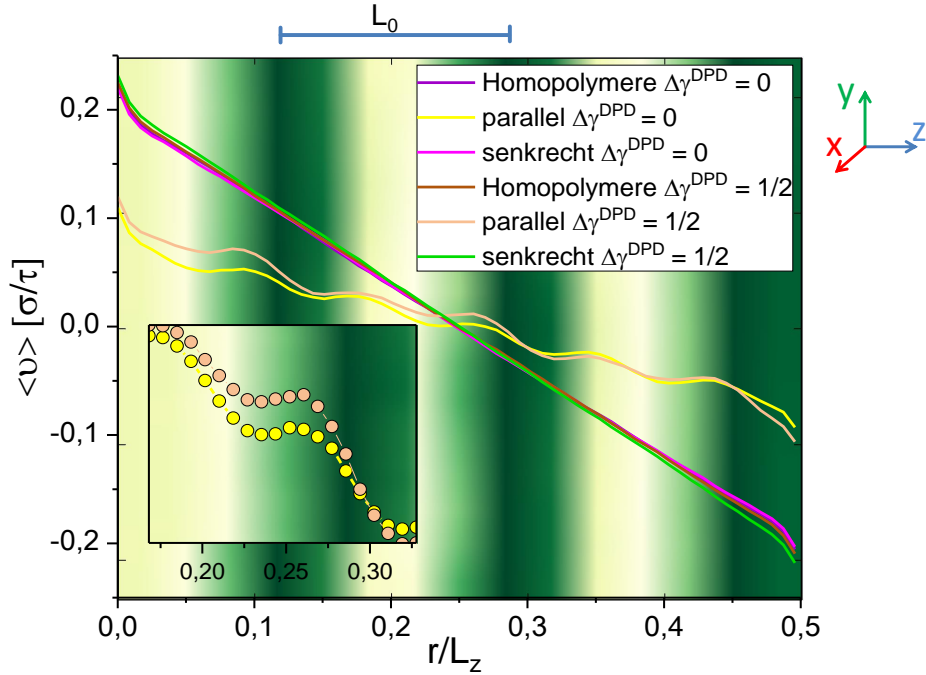 L₀
Homopolymere Δγᴰᴾᴰ = 0
parallel Δγᴰᴾᴰ = 0
senkrecht Δγᴰᴾᴰ = 0
Homopolymere Δγᴰᴾᴰ = 1/2
parallel Δγᴰᴾᴰ = 1/2
senkrecht Δγᴰᴾᴰ = 1/2
y
x
z
<υ> [σ/τ]
0,2
0,1
0,0
-0,1
-0,2
0,20 0,25 0,30
0,0 0,1 0,2 0,3 0,4 0,5
r/L_z